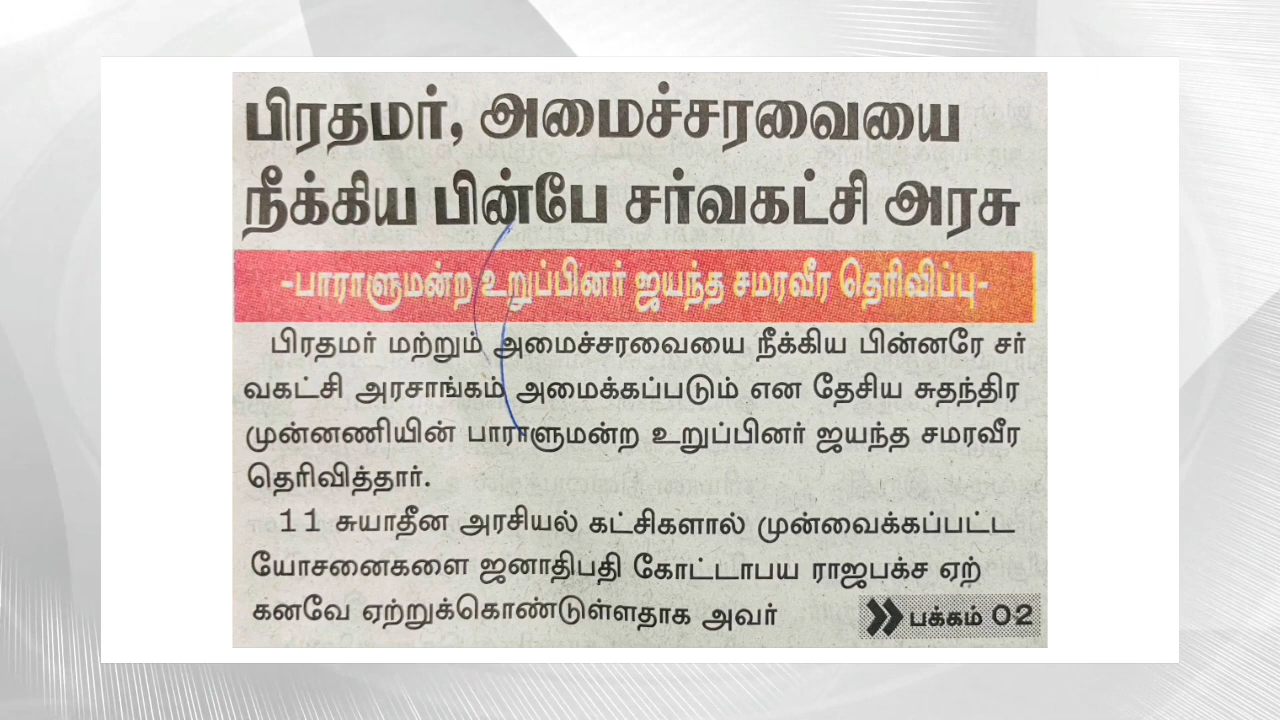 பிரதமர், அமைச்சரவையை
நீக்கிய பின்பே சர்வகட்சி அரசு
-பாராளுமன்ற உறுப்பினர் ஜயந்த சமரவீர தெரிவிப்பு-
பிரதமர் மற்றும் அமைச்சரவையை நீக்கிய பின்னரே சர்
வகட்சி அரசாங்கம் அமைக்கப்படும் என தேசிய சுதந்திர
முன்னணியின் பாராளுமன்ற உறுப்பினர் ஜயந்த சமரவீர
தெரிவித்தார்.
11 சுயாதீன அரசியல் கட்சிகளால் முன்வைக்கப்பட்ட
யோசனைகளை ஜனாதிபதி கோட்டாபய ராஜபக்ச ஏற்
கனவே ஏற்றுக்கொண்டுள்ளதாக அவர்
பக்கம் 02